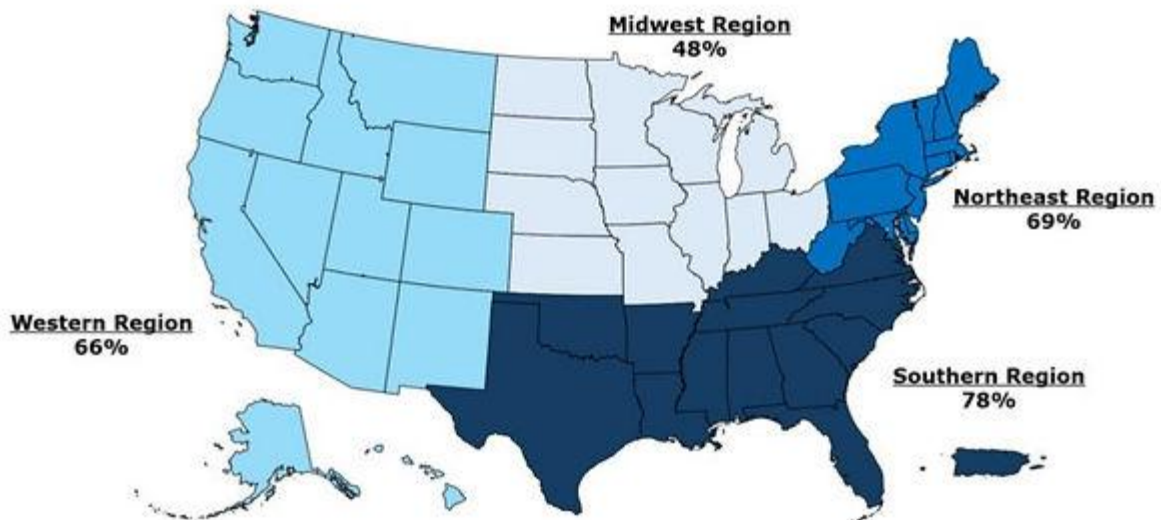 Midwest Region
48%
Northeast Region
69%
Western Region
66%
Southern Region
78%